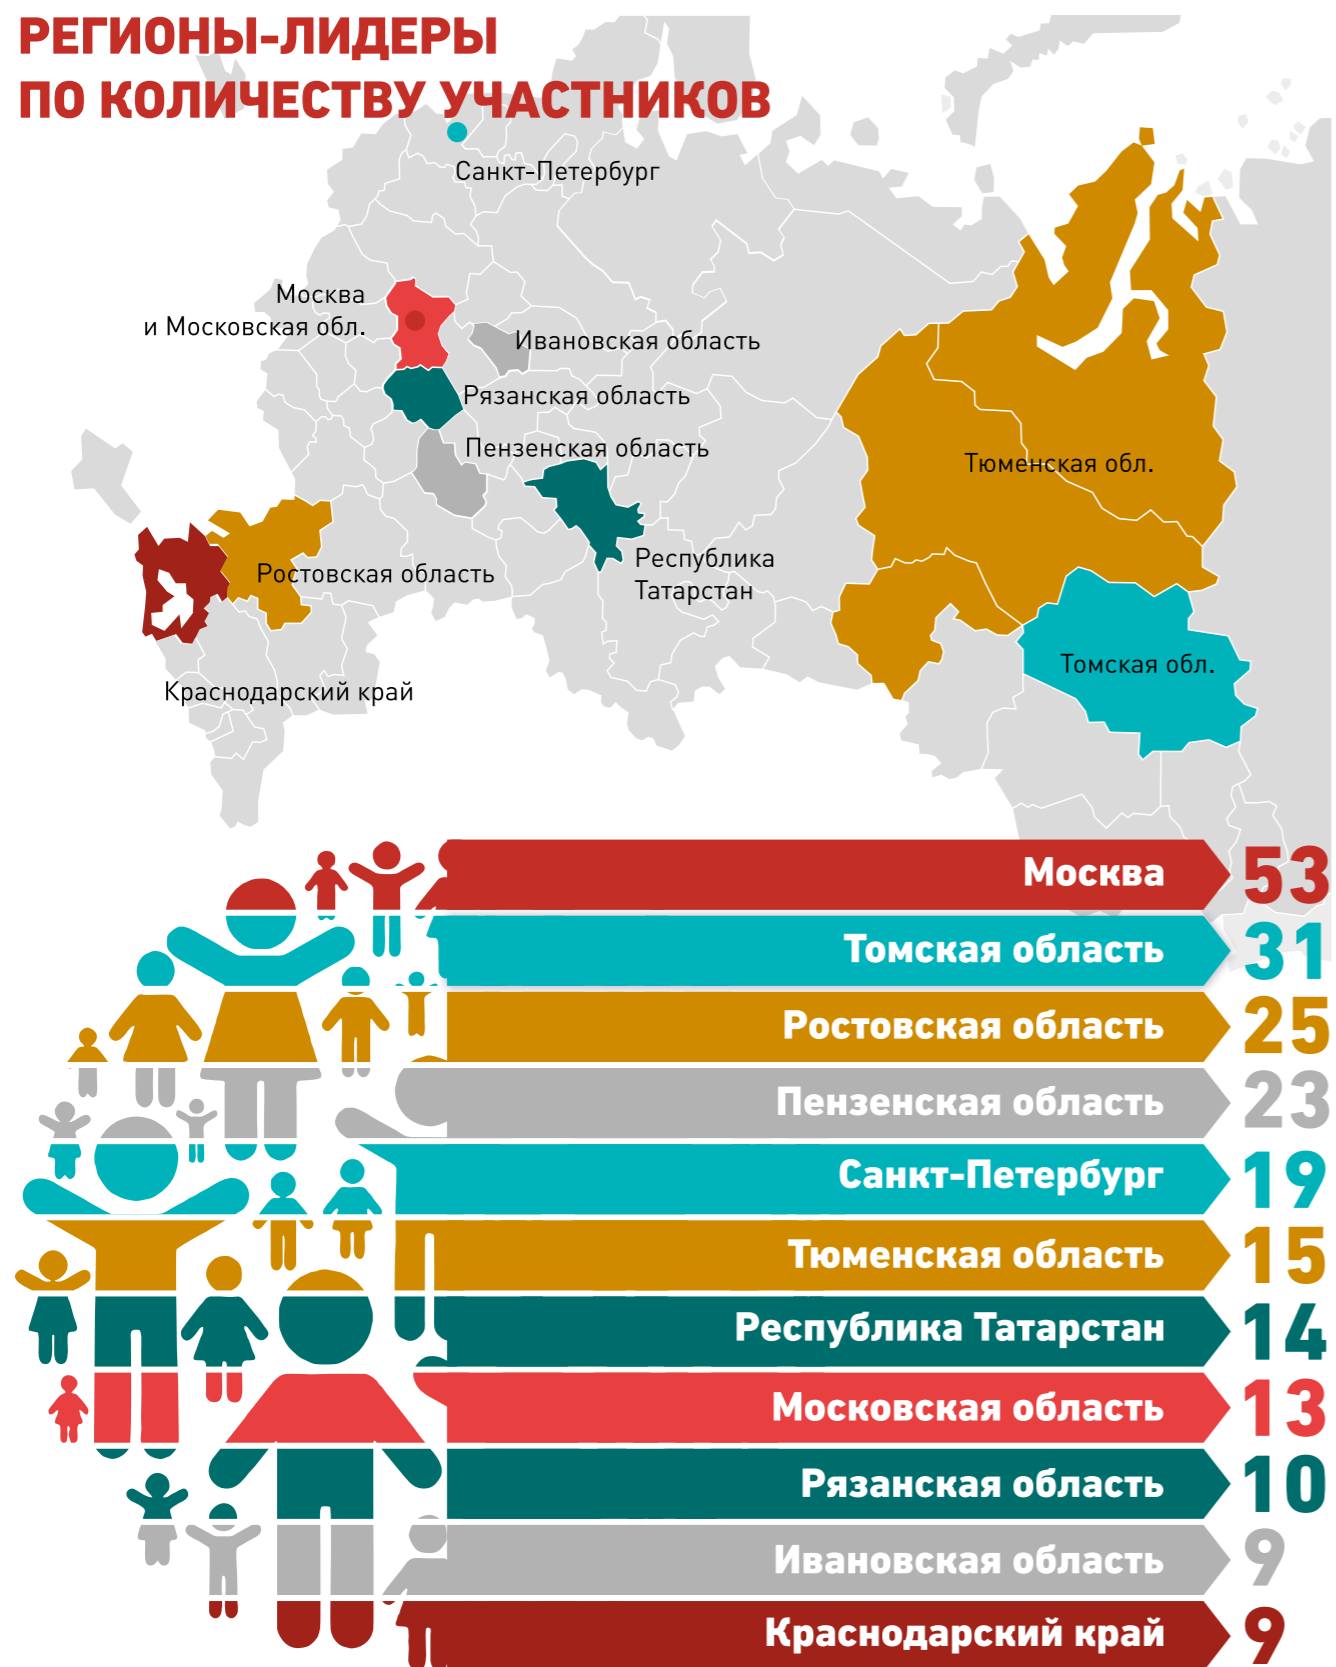 РЕГИОНЫ-ЛИДЕРЫ
ПО КОЛИЧЕСТВУ УЧАСТНИКОВ
Санкт-Петербург
Москва
и Московская обл.
Ивановская область
Рязанская область
Пензенская область
Тюменская обл.
Ростовская область
Республика
Татарстан
Томская обл.
Краснодарский край
Москва 53
Томская область 31
Ростовская область 25
Пензенская область 23
Санкт-Петербург 19
Тюменская область 15
Республика Татарстан 14
Московская область 13
Рязанская область 10
Ивановская область 9
Краснодарский край 9